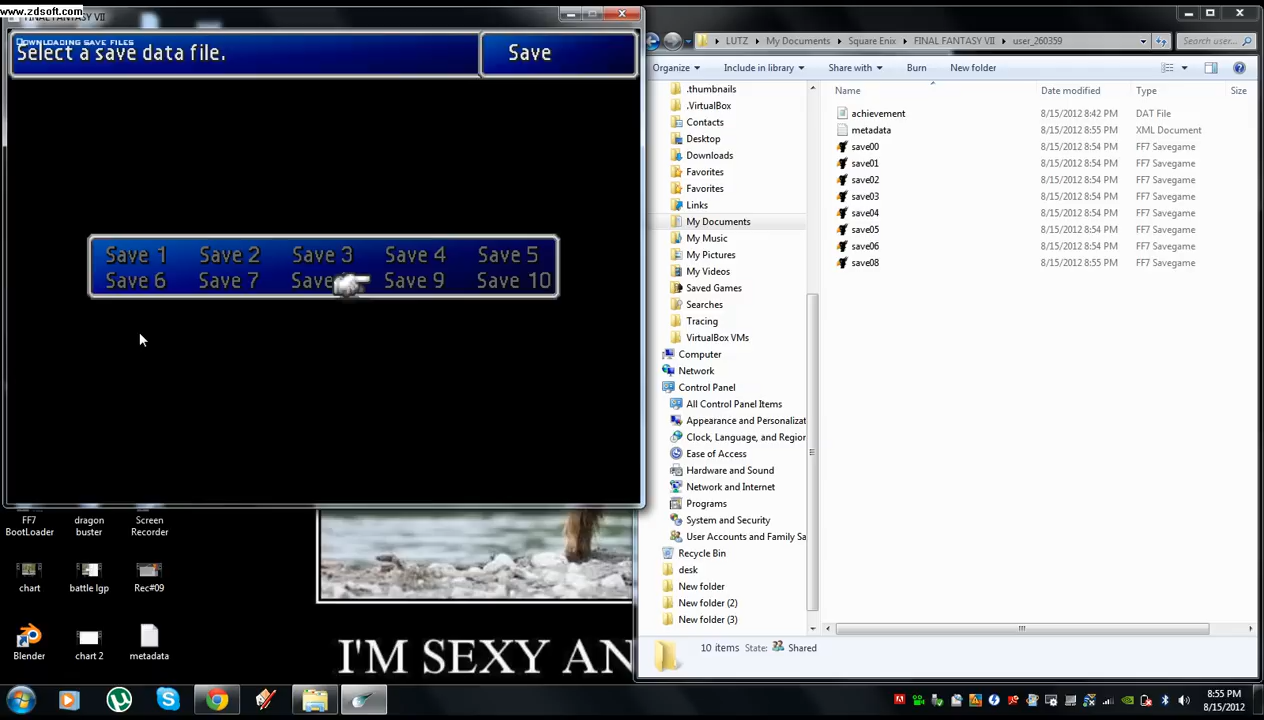 www.zdsoft.com
FINAL FANTASY VII
DOWNLOADING SAVE FILES
Select a save data file.
Save
Save 1 Save 2 Save 3 Save 4 Save 5
Save 6 Save 7 Save Save 9 Save 10
FF7 BootLoader
dragon buster
Screen Recorder
chart
battle lgp
Rec#09
Blender
chart 2
metadata
I'M SEXY AN
LUTZ My Documents Square Enix FINAL FANTASY VII user_260359
Search user...
Organize Include in library Share with Burn New folder
.thumbnails
.VirtualBox
Contacts
Desktop
Downloads
Favorites
Favorites
Links
My Documents
My Music
My Pictures
My Videos
Saved Games
Searches
Tracing
VirtualBox VMs
Computer
Network
Control Panel
All Control Panel Items
Appearance and Personalizat
Clock, Language, and Region
Ease of Access
Hardware and Sound
Network and Internet
Programs
System and Security
User Accounts and Family Sa
Recycle Bin
desk
New folder
New folder (2)
New folder (3)
Name Date modified Type Size
achievement 8/15/2012 8:42 PM DAT File
metadata 8/15/2012 8:55 PM XML Document
save00 8/15/2012 8:54 PM FF7 Savegame
save01 8/15/2012 8:54 PM FF7 Savegame
save02 8/15/2012 8:54 PM FF7 Savegame
save03 8/15/2012 8:54 PM FF7 Savegame
save04 8/15/2012 8:54 PM FF7 Savegame
save05 8/15/2012 8:54 PM FF7 Savegame
save06 8/15/2012 8:54 PM FF7 Savegame
save08 8/15/2012 8:54 PM FF7 Savegame
10 items State: Shared
8:55 PM
8/15/2012